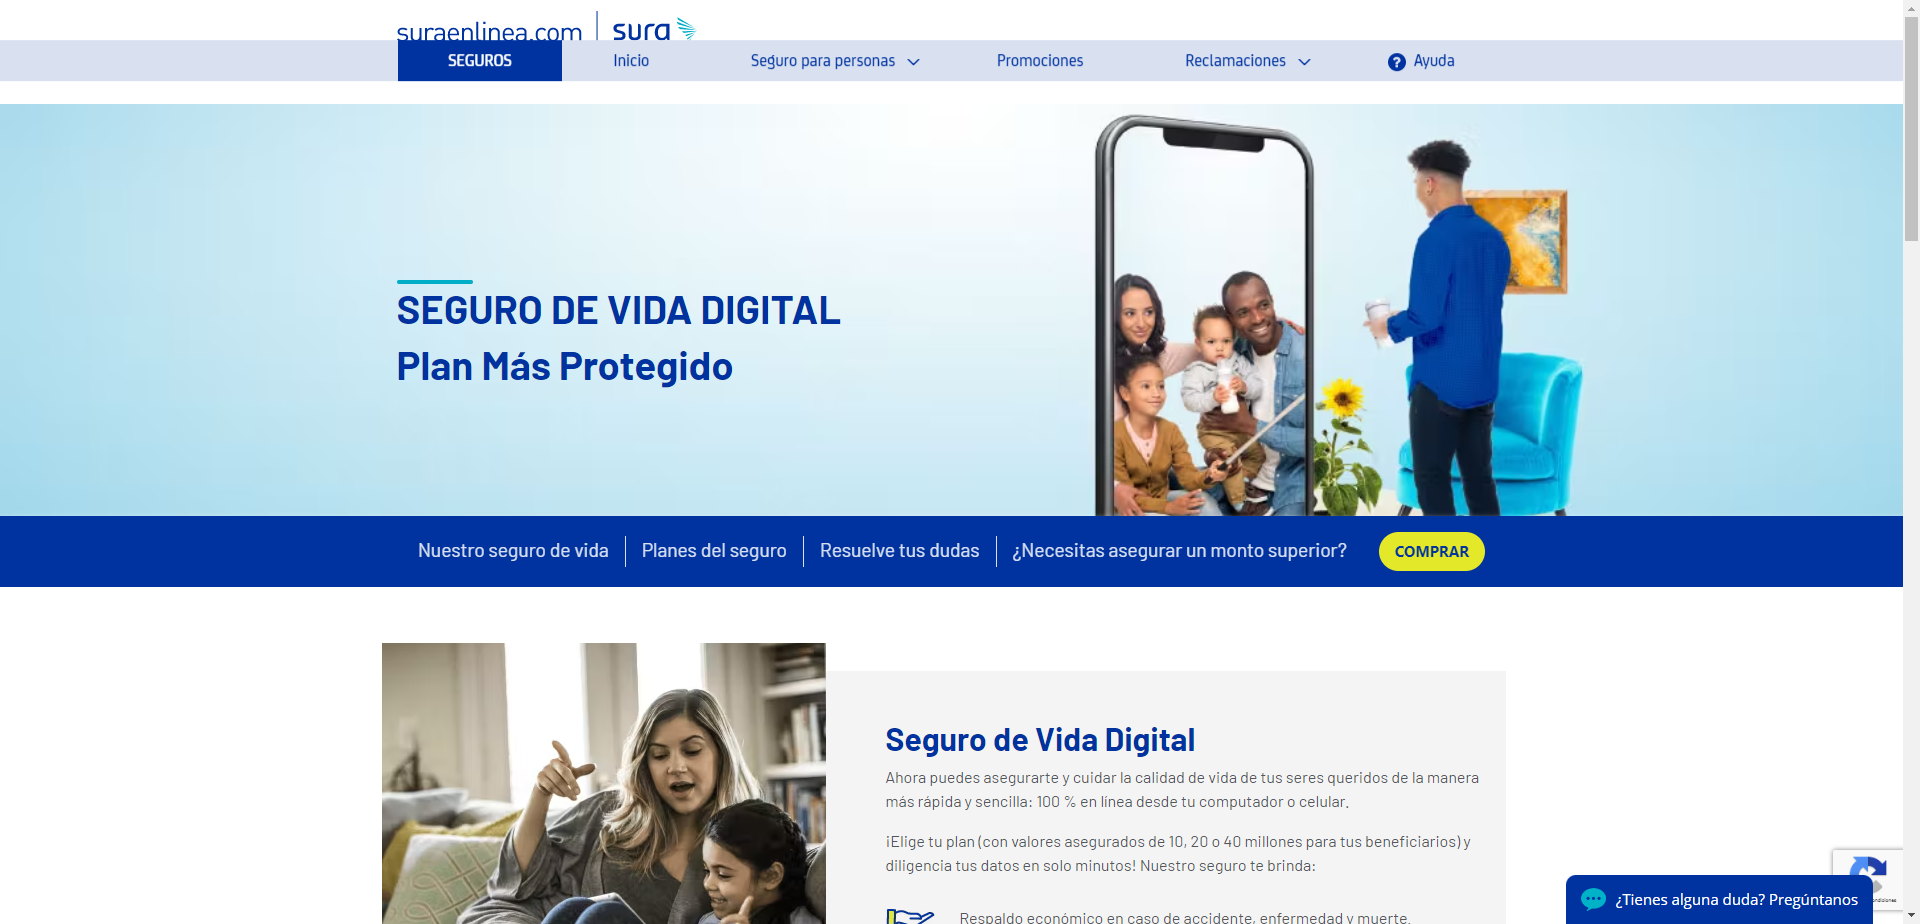 suraenlinea.com
sura
SEGUROS
Inicio
Seguro para personas
Promociones
Reclamaciones
Ayuda
SEGURO DE VIDA DIGITAL
Plan Más Protegido
Nuestro seguro de vida
Planes del seguro
Resuelve tus dudas
¿Necesitas asegurar un monto superior?
COMPRAR
Seguro de Vida Digital
Ahora puedes asegurarte y cuidar la calidad de vida de tus seres queridos de la manera
más rápida y sencilla: 100 % en línea desde tu computador o celular.
¡Elige tu plan (con valores asegurados de 10, 20 o 40 millones para tus beneficiarios) y
diligencia tus datos en solo minutos! Nuestro seguro te brinda:
Respaldo económico en caso de accidente, enfermedad y muerte.
¿Tienes alguna duda? Pregúntanos